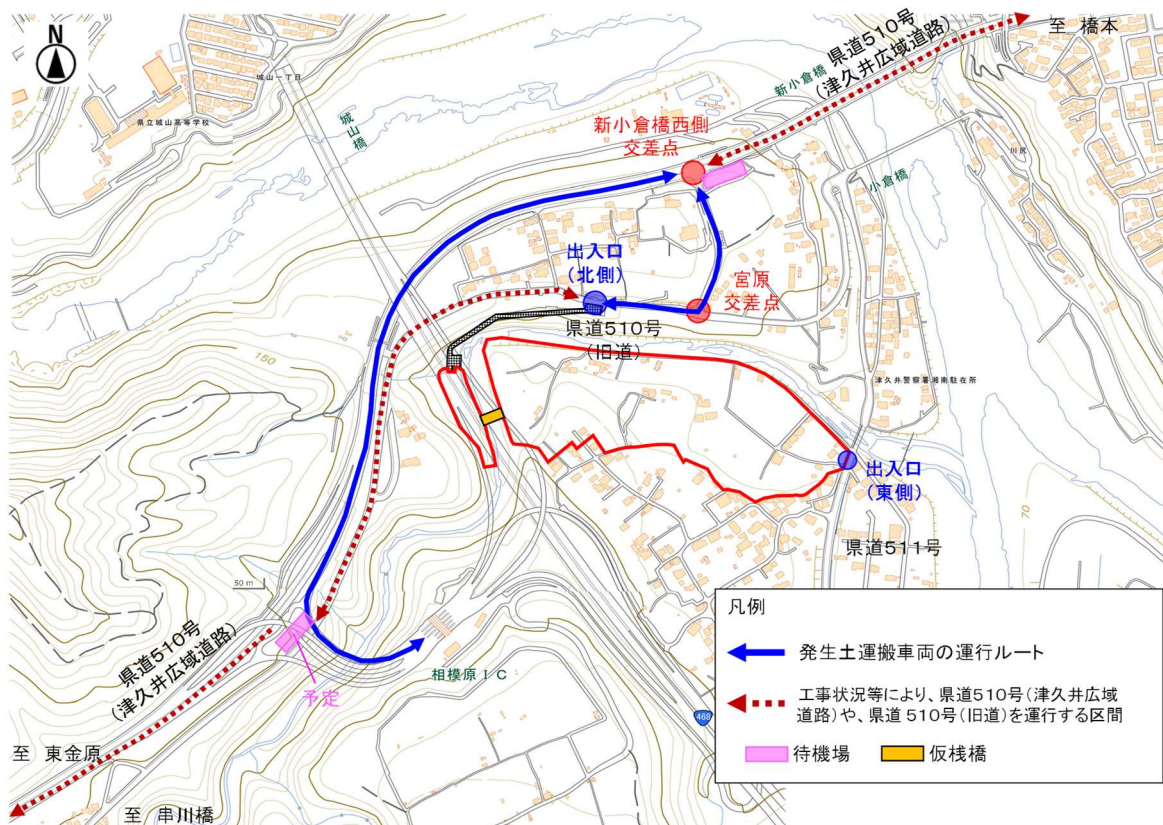 N
至 橋本
県道510号
(津久井広域道路)
新小倉橋
城山一丁目
県立城山高等学校
城山橋
新小倉橋西側
交差点
川尻
小倉橋
出入口
(北側)
宮原
交差点
県道510号
(旧道)
150
津久井警察署湘南駐在所
出入口
(東側)
70
県道511号
50 m
県道510号
(津久井広域道路)
予定
相模原IC
468
至 東金原
至 串川橋
凡例
発生土運搬車両の運行ルート
工事状況等により、県道510号(津久井広域
道路)や、県道510号(旧道)を運行する区間
待機場
仮桟橋